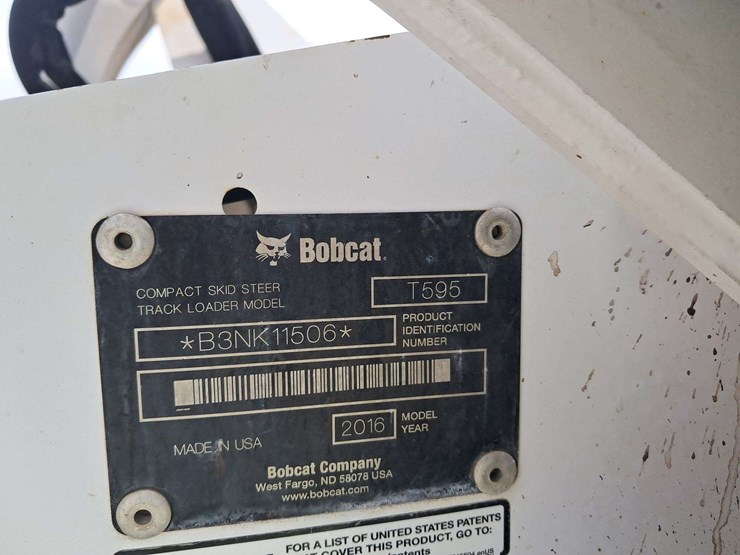 Bobcat
COMPACT SKID STEER
TRACK LOADER MODEL
T595
*B3NK11506*
PRODUCT
IDENTIFICATION
NUMBER
2016
MODEL
YEAR
MADE IN USA
Bobcat Company
West Fargo, ND 58078 USA
www.bobcat.com
FOR A LIST OF UNITED STATES PATENTS
COVER THIS PRODUCT, GO TO: